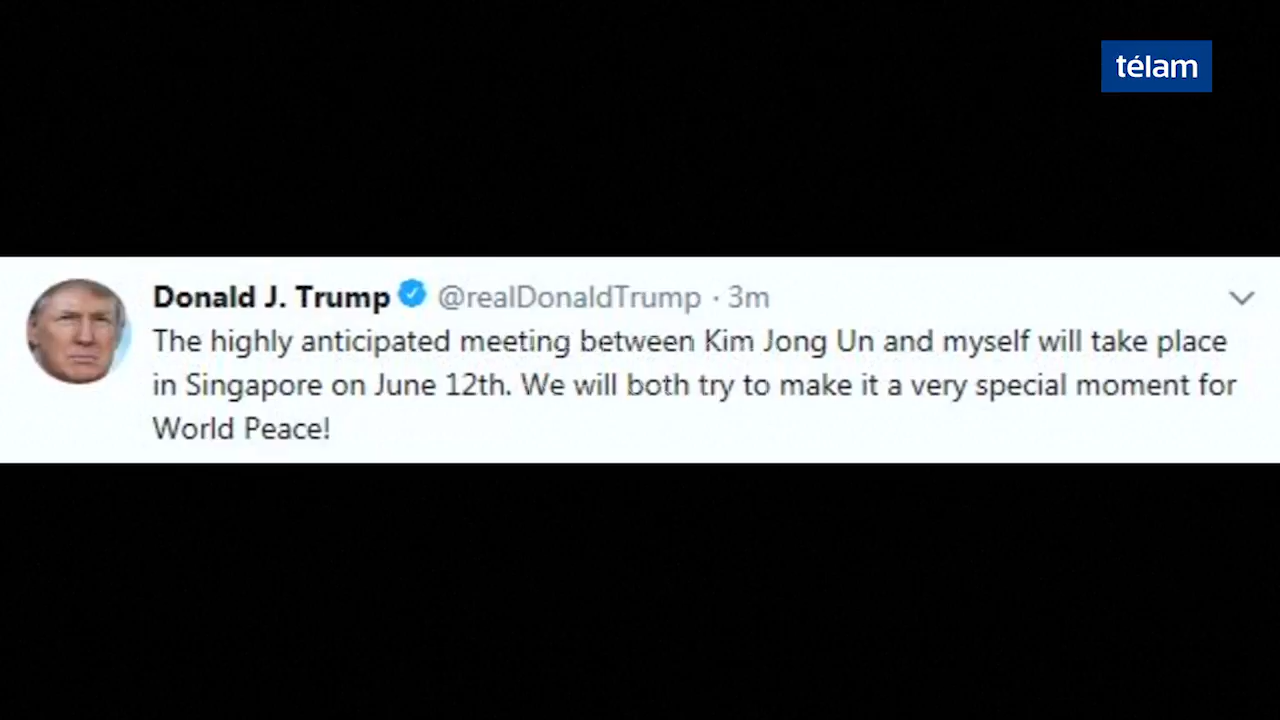 télam
Donald J. Trump @realDonaldTrump · 3m
The highly anticipated meeting between Kim Jong Un and myself will take place
in Singapore on June 12th. We will both try to make it a very special moment for
World Peace!